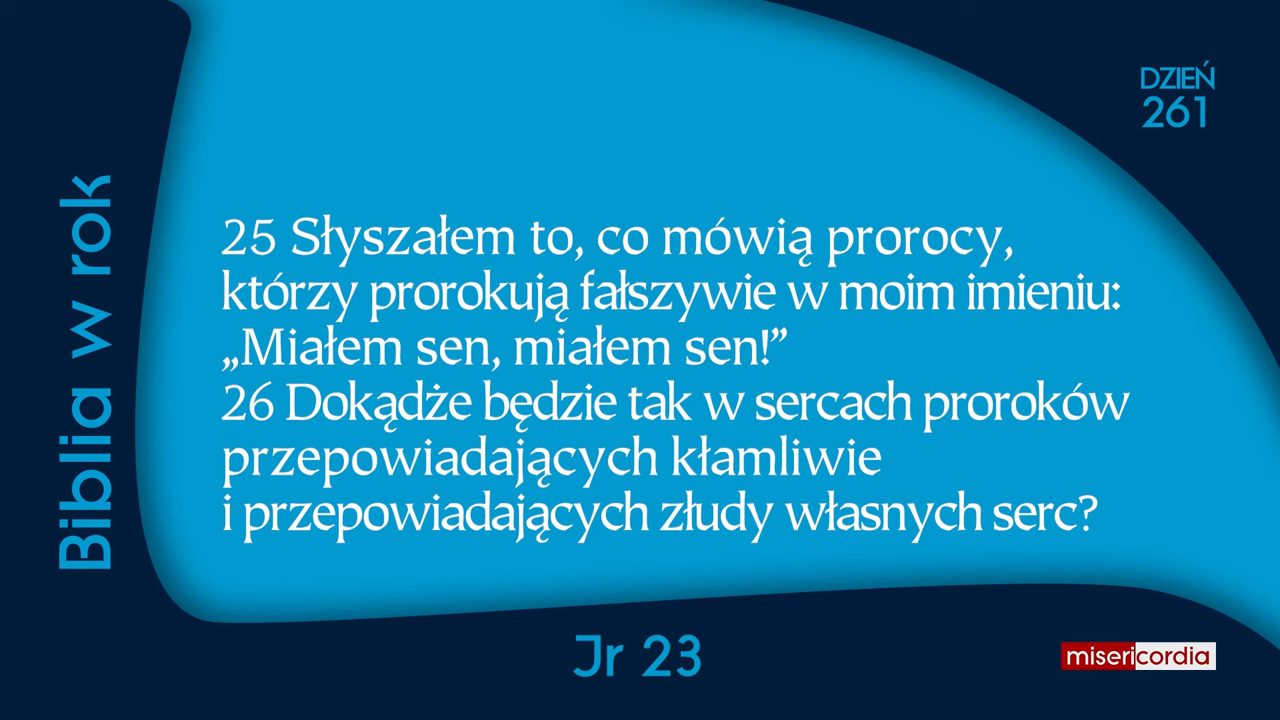 DZIEŃ
261
Biblia w rok
25 Słyszałem to, co mówią prorocy,
którzy prorokują fałszywie w moim imieniu:
„Miałem sen, miałem sen!”
26 Dokądże będzie tak w sercach proroków
przepowiadających kłamliwie
i przepowiadających złudy własnych serc?
Jr 23
misericordia